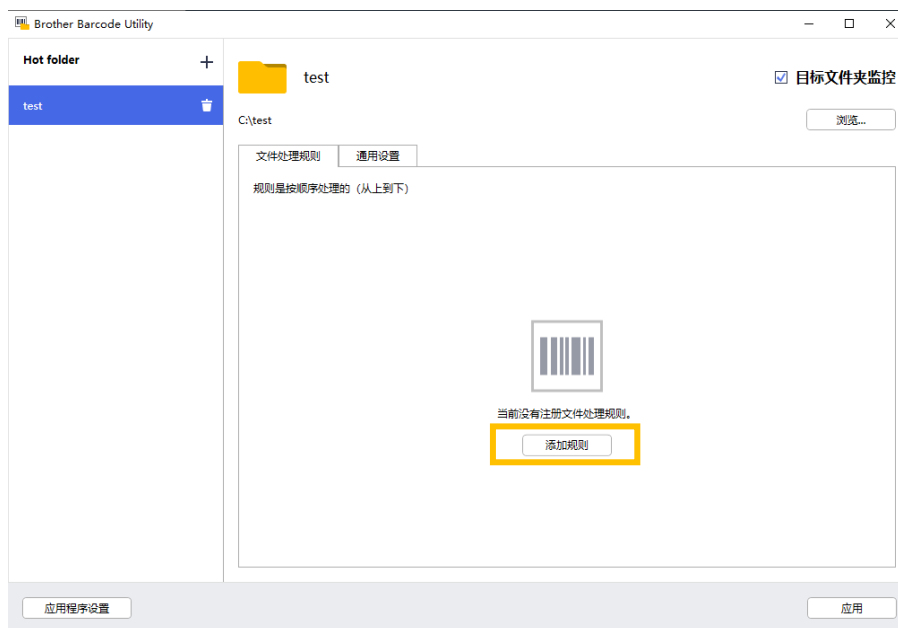 Brother Barcode Utility
Hot folder
test
test
目标文件夹监控
C:\test
浏览...
文件处理规则
通用设置
规则是按顺序处理的（从上到下）
当前没有注册文件处理规则。
添加规则
应用程序设置
应用